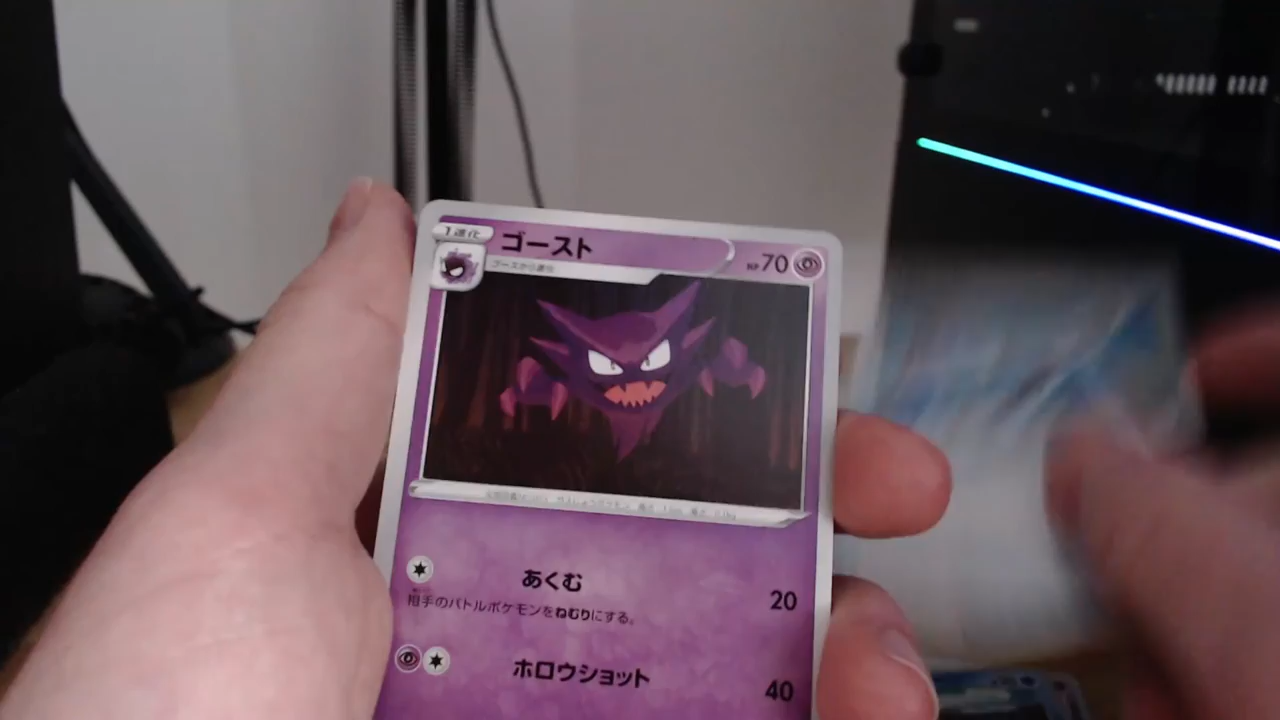 1進化
ゴースト
ゴースから進化
HP70
あくむ
20
相手のバトルポケモンをねむりにする。
ホロウショット
40